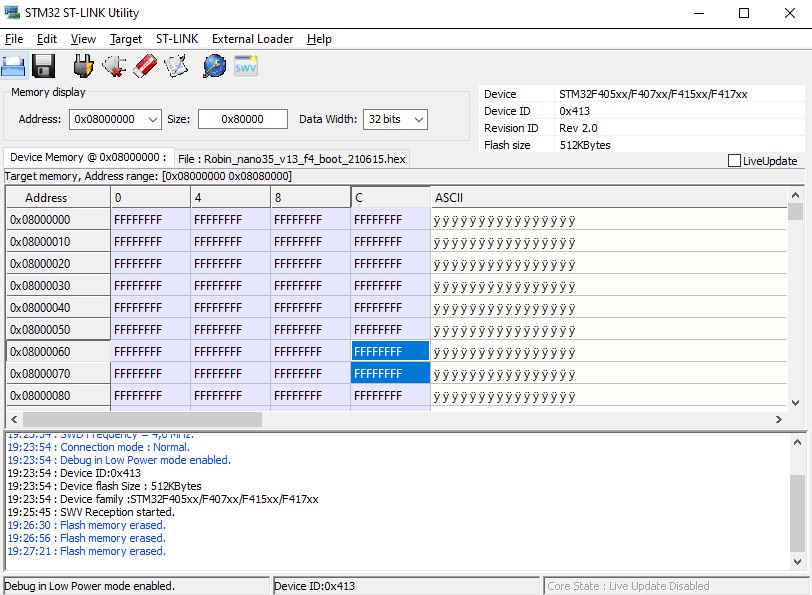 STM32 ST-LINK Utility
File Edit View Target ST-LINK External Loader Help
SWV
Memory display
Address: 0x08000000 Size: 0x80000 Data Width: 32 bits
Device STM32F405xx/F407xx/F415xx/F417xx
Device ID 0x413
Revision ID Rev 2.0
Flash size 512KBytes
LiveUpdate
Device Memory @ 0x08000000 : File : Robin_nano35_v13_f4_boot_210615.hex
Target memory, Address range: [0x08000000 0x08080000]
Address 0 4 8 C ASCII
0x08000000 FFFFFFFF FFFFFFFF FFFFFFFF FFFFFFFF ÿÿÿÿÿÿÿÿÿÿÿÿÿÿÿÿ
0x08000010 FFFFFFFF FFFFFFFF FFFFFFFF FFFFFFFF ÿÿÿÿÿÿÿÿÿÿÿÿÿÿÿÿ
0x08000020 FFFFFFFF FFFFFFFF FFFFFFFF FFFFFFFF ÿÿÿÿÿÿÿÿÿÿÿÿÿÿÿÿ
0x08000030 FFFFFFFF FFFFFFFF FFFFFFFF FFFFFFFF ÿÿÿÿÿÿÿÿÿÿÿÿÿÿÿÿ
0x08000040 FFFFFFFF FFFFFFFF FFFFFFFF FFFFFFFF ÿÿÿÿÿÿÿÿÿÿÿÿÿÿÿÿ
0x08000050 FFFFFFFF FFFFFFFF FFFFFFFF FFFFFFFF ÿÿÿÿÿÿÿÿÿÿÿÿÿÿÿÿ
0x08000060 FFFFFFFF FFFFFFFF FFFFFFFF FFFFFFFF ÿÿÿÿÿÿÿÿÿÿÿÿÿÿÿÿ
0x08000070 FFFFFFFF FFFFFFFF FFFFFFFF FFFFFFFF ÿÿÿÿÿÿÿÿÿÿÿÿÿÿÿÿ
0x08000080 FFFFFFFF FFFFFFFF FFFFFFFF FFFFFFFF ÿÿÿÿÿÿÿÿÿÿÿÿÿÿÿÿ
19:23:54 : SWD Frequency = 4,0 MHz.
19:23:54 : Connection mode : Normal.
19:23:54 : Debug in Low Power mode enabled.
19:23:54 : Device ID:0x413
19:23:54 : Device flash Size : 512KBytes
19:23:54 : Device family :STM32F405xx/F407xx/F415xx/F417xx
19:25:45 : SWV Reception started.
19:26:30 : Flash memory erased.
19:26:56 : Flash memory erased.
19:27:21 : Flash memory erased.
Debug in Low Power mode enabled. Device ID:0x413 Core State : Live Update Disabled